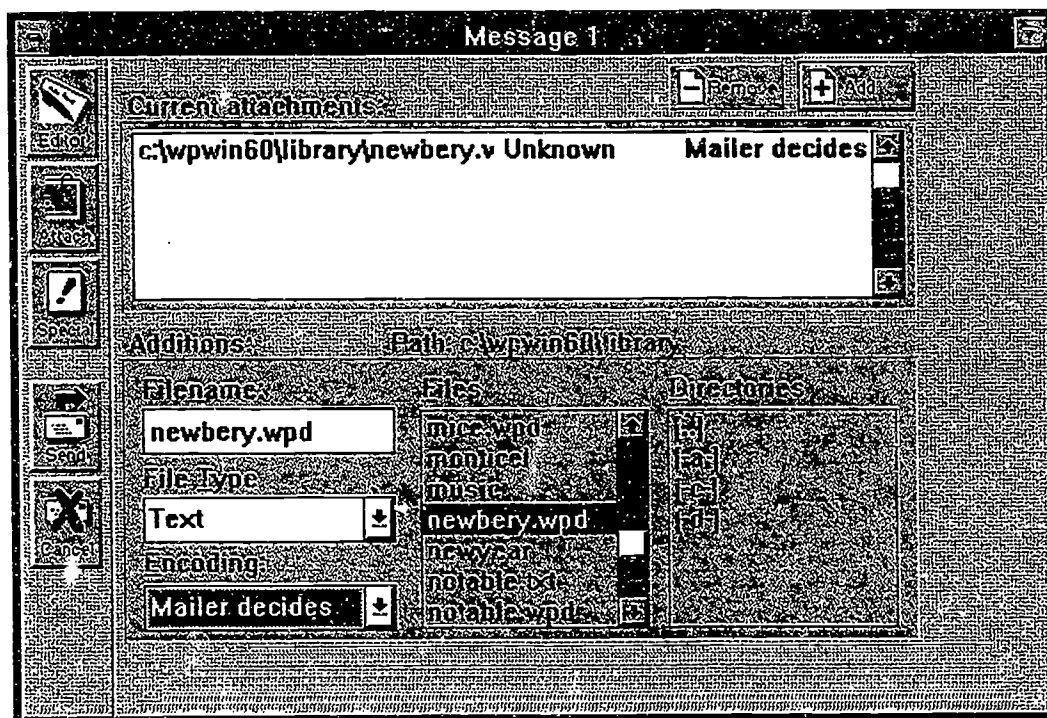 Message 1
Remove
Add
Current attachments:
c:\wpwin60\library\newbery.v Unknown Mailer decides
Editor
Attach
Special
Send
Cancel
Additions: Path: c:\wpwin60\library
Filename:
newbery.wpd
File Type
Text
Encoding:
Mailer decides
Files
mice.wpd
monticel
music
newbery.wpd
newyear
notable.txt
notable.wpd
Directories
[..]
[-a-]
[-c-]
[-d-]